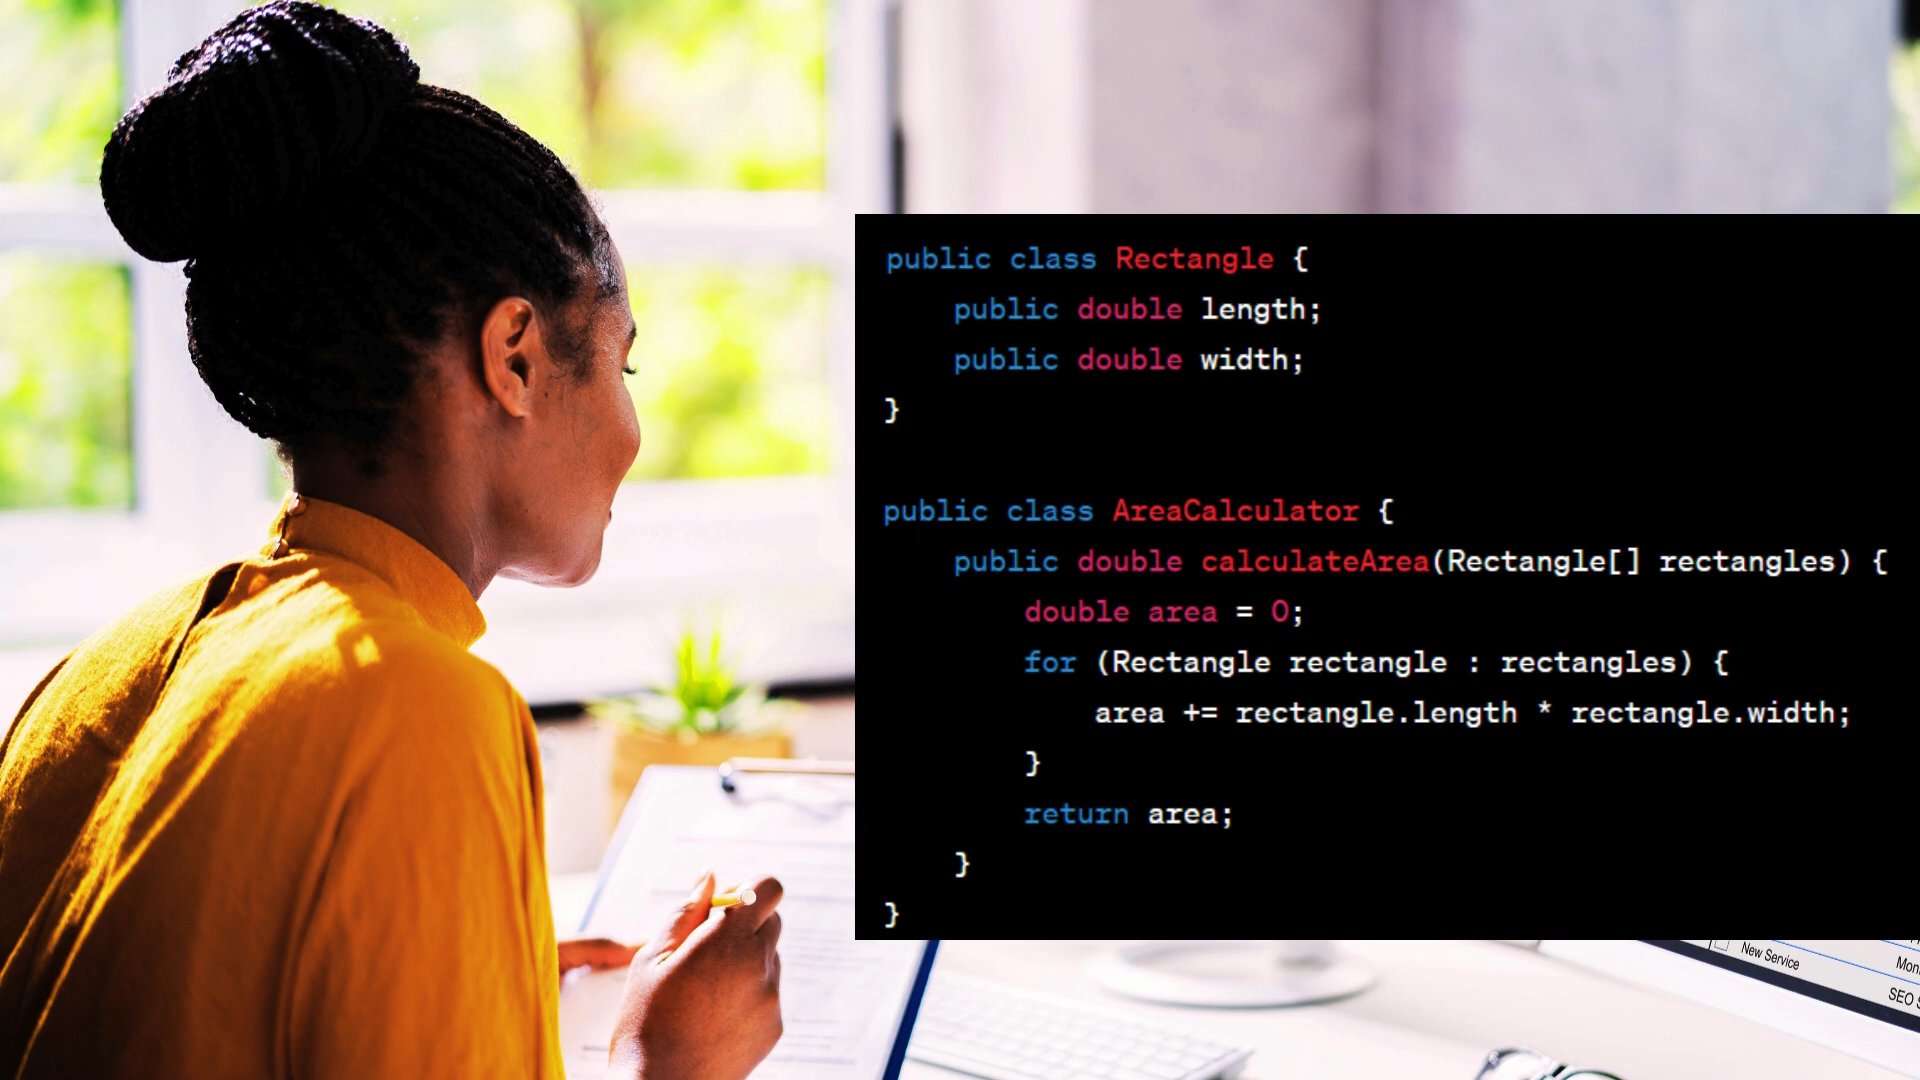 public class Rectangle {
    public double length;
    public double width;
}
public class AreaCalculator {
    public double calculateArea(Rectangle[] rectangles) {
        double area = 0;
        for (Rectangle rectangle : rectangles) {
            area += rectangle.length * rectangle.width;
        }
        return area;
    }
}
New Service
SEO